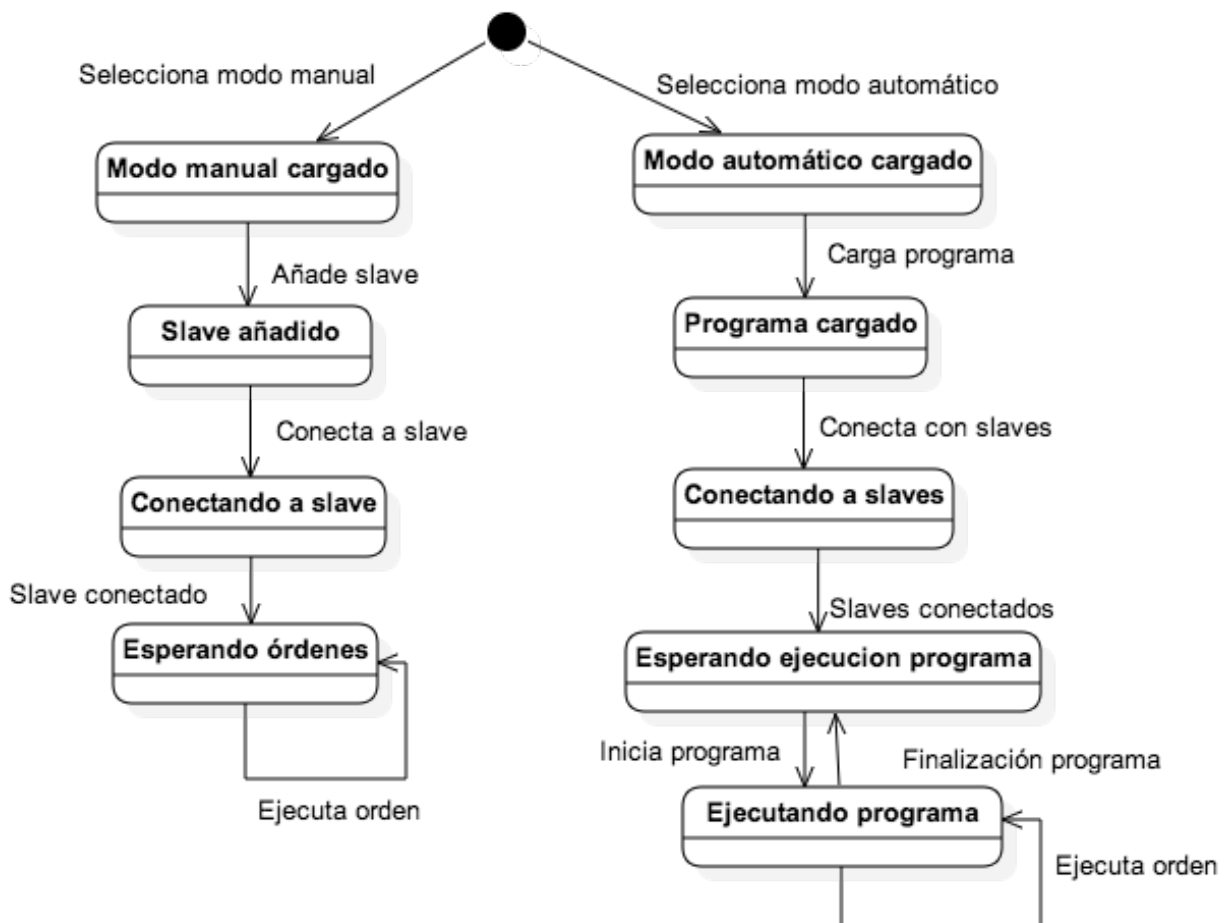 Selecciona modo manual
Selecciona modo automático
Modo manual cargado
Modo automático cargado
Añade slave
Carga programa
Slave añadido
Programa cargado
Conecta a slave
Conecta con slaves
Conectando a slave
Conectando a slaves
Slave conectado
Slaves conectados
Esperando órdenes
Esperando ejecucion programa
Inicia programa
Finalización programa
Ejecuta orden
Ejecutando programa
Ejecuta orden